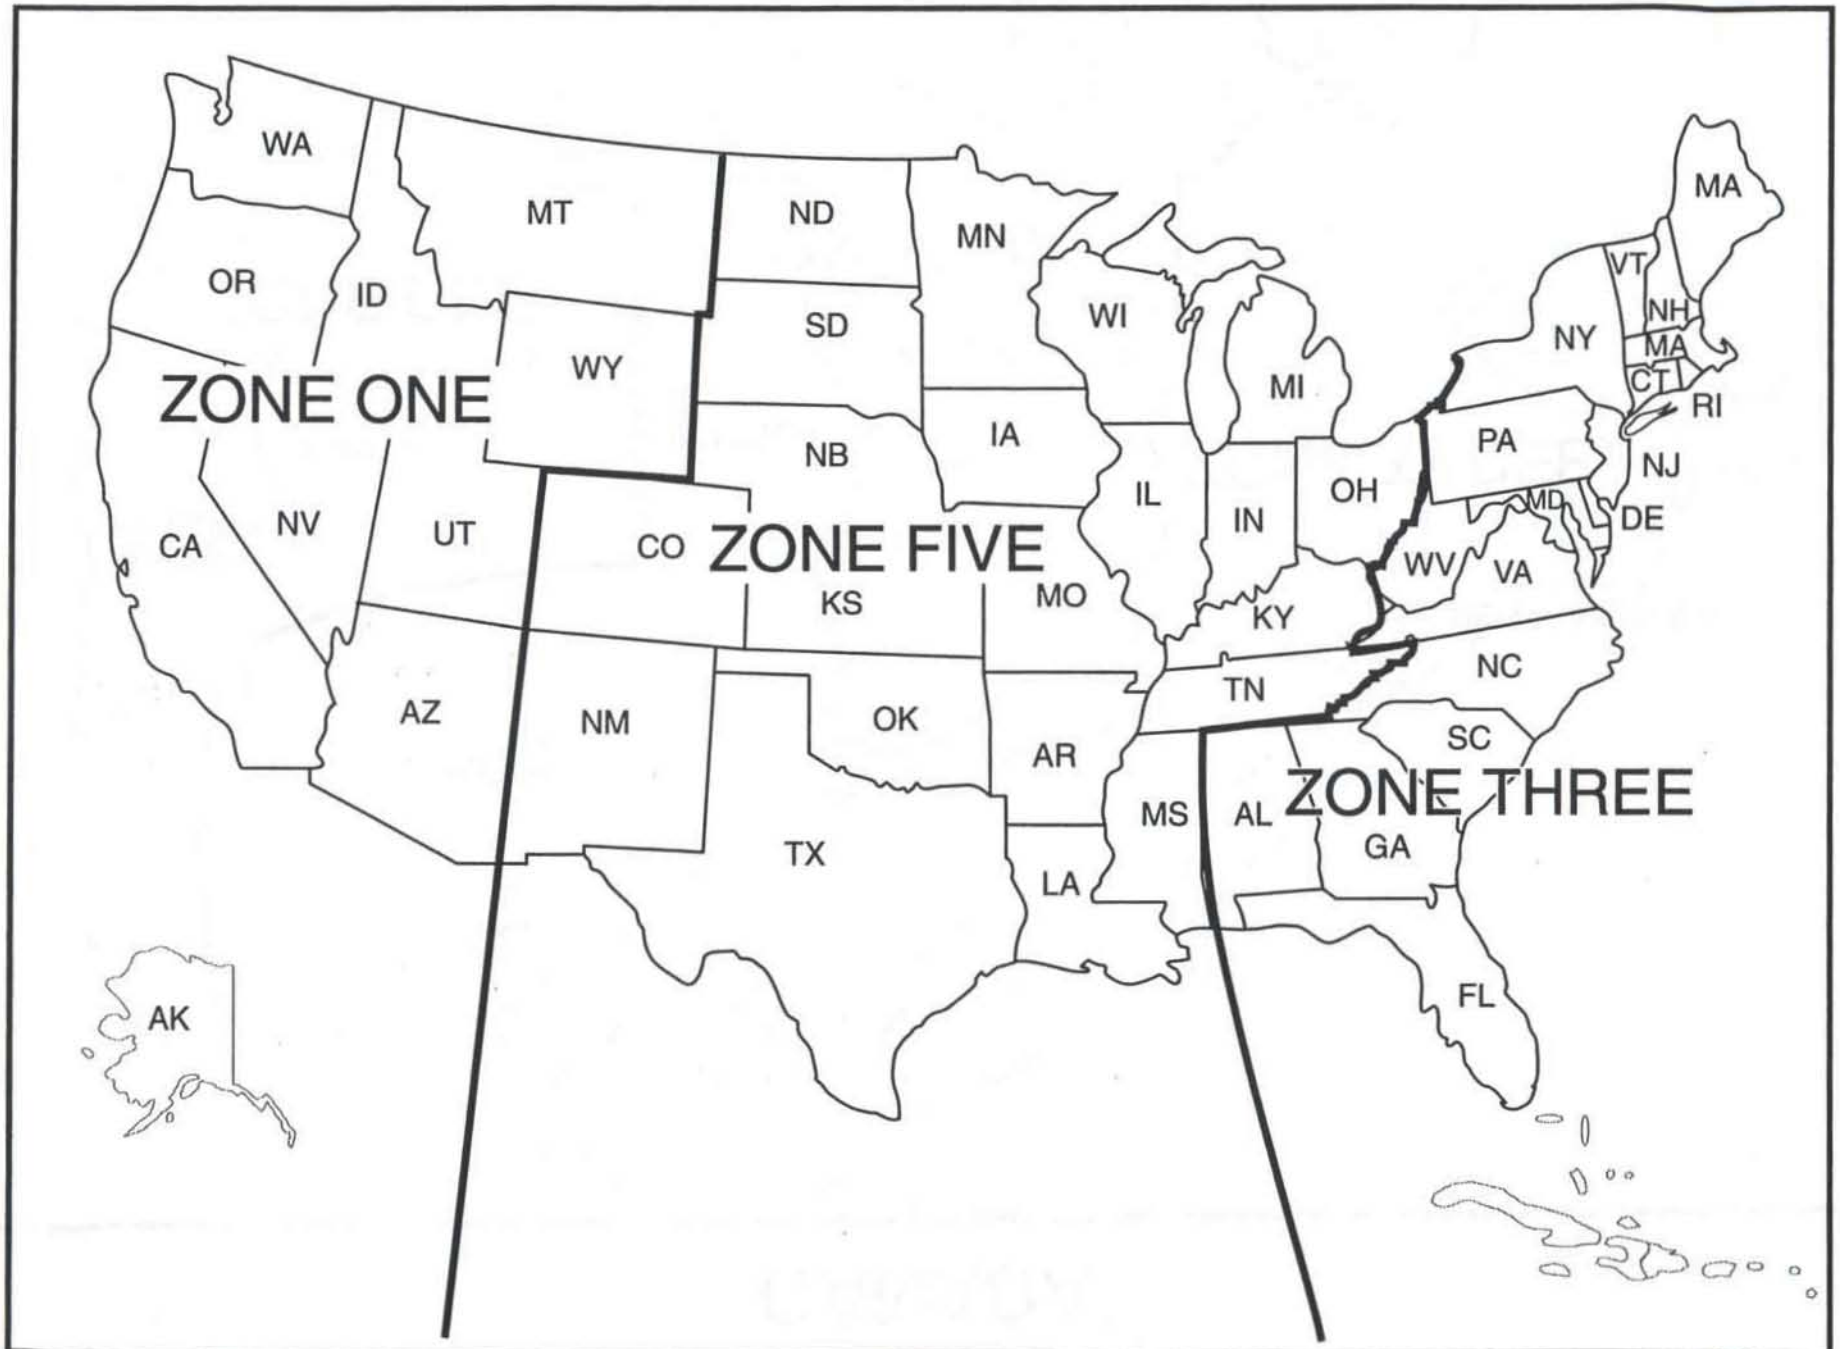 WA
MT
ND
MN
MA
OR
ID
SD
WI
VT
NH
NY
MA
WY
MI
CT
RI
ZONE ONE
IA
PA
NB
NJ
IL
OH
MD
DE
NV
UT
CO
ZONE FIVE
IN
CA
WV
VA
KS
MO
KY
NC
TN
AZ
NM
OK
SC
AR
ZONE THREE
MS
AL
GA
TX
LA
FL
AK